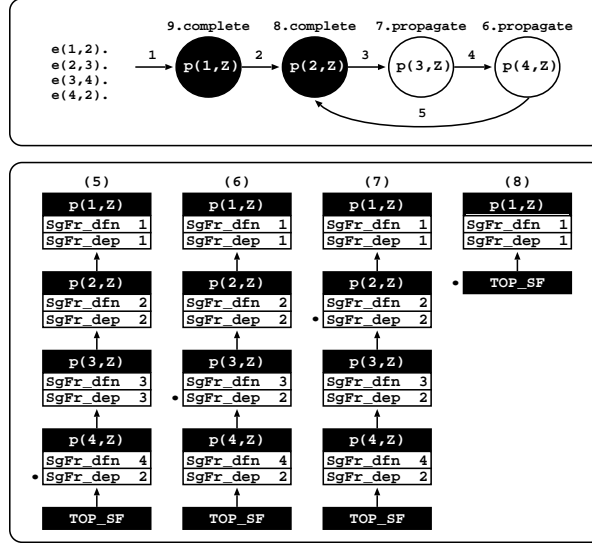 9.complete 8.complete 7.propagate 6.propagate
e(1,2).
e(2,3).
e(3,4).
e(4,2).
1 p(1,Z) 2 p(2,Z) 3 p(3,Z) 4 p(4,Z)
5
(5) (6) (7) (8)
p(1,Z) p(1,Z) p(1,Z) p(1,Z)
SgFr_dfn 1 SgFr_dfn 1 SgFr_dfn 1 SgFr_dfn 1
SgFr_dep 1 SgFr_dep 1 SgFr_dep 1 SgFr_dep 1
p(2,Z) p(2,Z) p(2,Z) TOP_SF
SgFr_dfn 2 SgFr_dfn 2 SgFr_dfn 2
SgFr_dep 2 SgFr_dep 2 SgFr_dep 2
p(3,Z) p(3,Z) p(3,Z)
SgFr_dfn 3 SgFr_dfn 3 SgFr_dfn 3
SgFr_dep 3 SgFr_dep 2 SgFr_dep 2
p(4,Z) p(4,Z) p(4,Z)
SgFr_dfn 4 SgFr_dfn 4 SgFr_dfn 4
SgFr_dep 2 SgFr_dep 2 SgFr_dep 2
TOP_SF TOP_SF TOP_SF